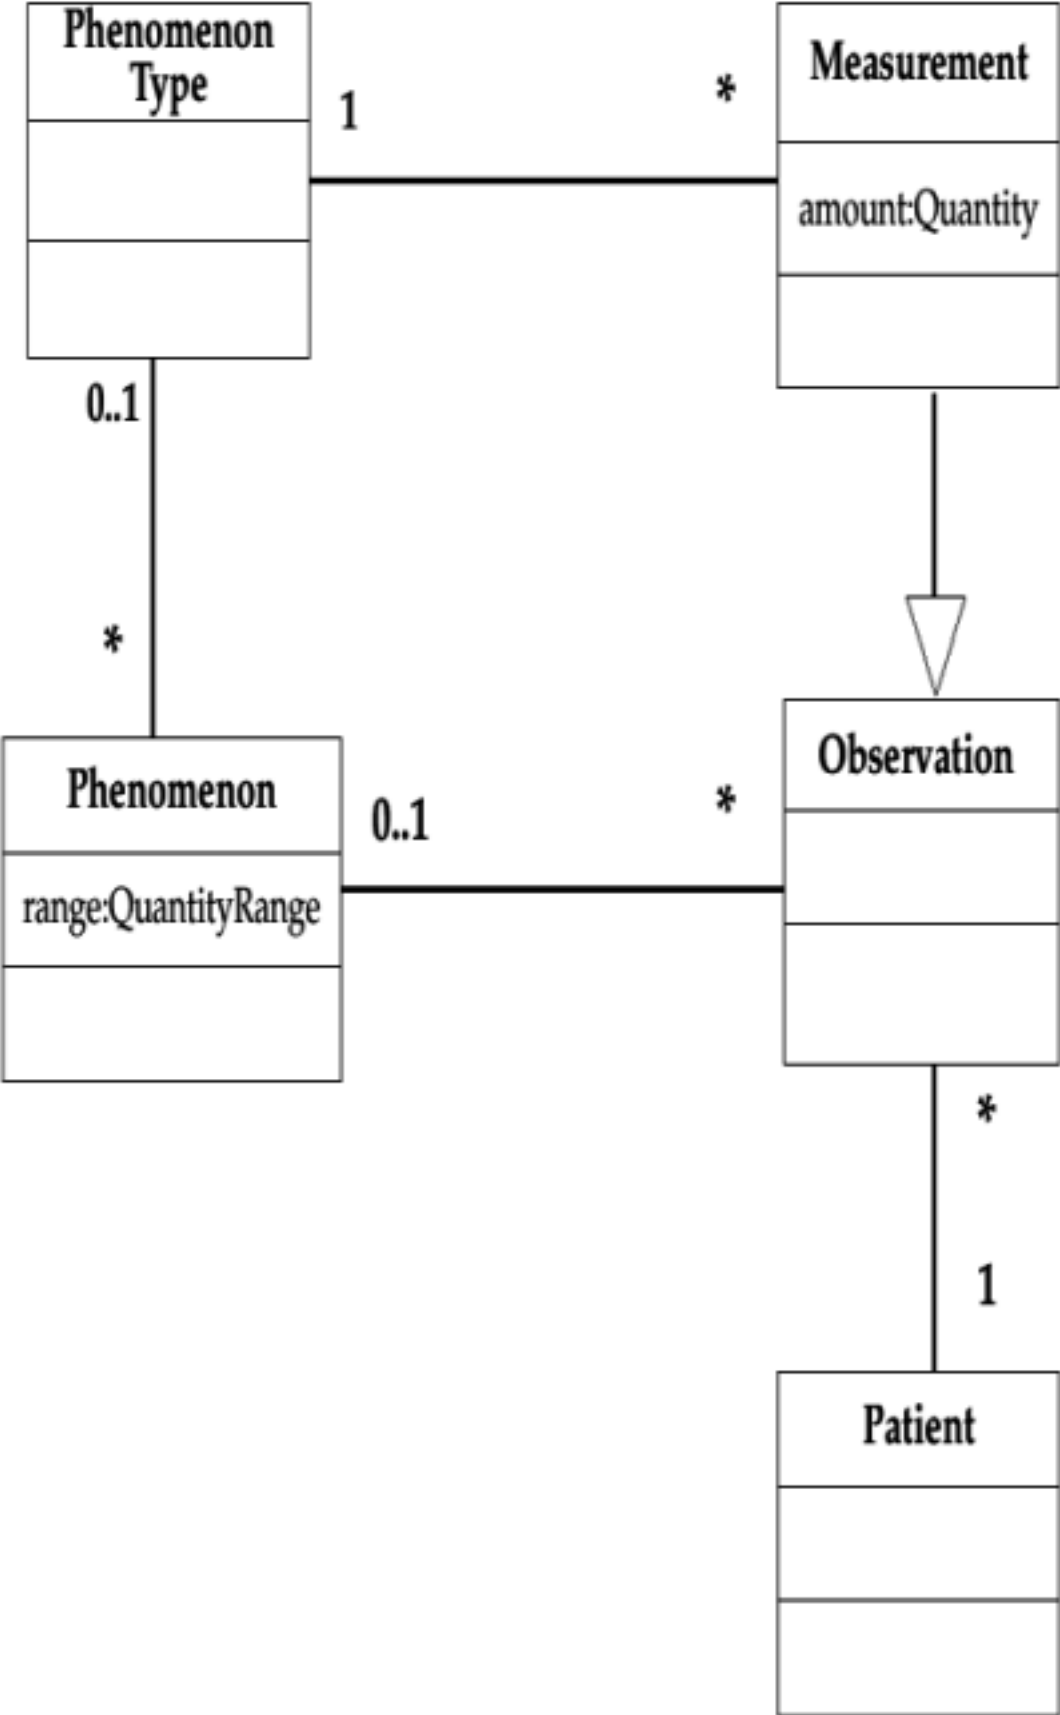 Phenomenon
Type
1
*
Measurement
amount:Quantity
0..1
*
Phenomenon
range:QuantityRange
0..1
*
Observation
*
1
Patient